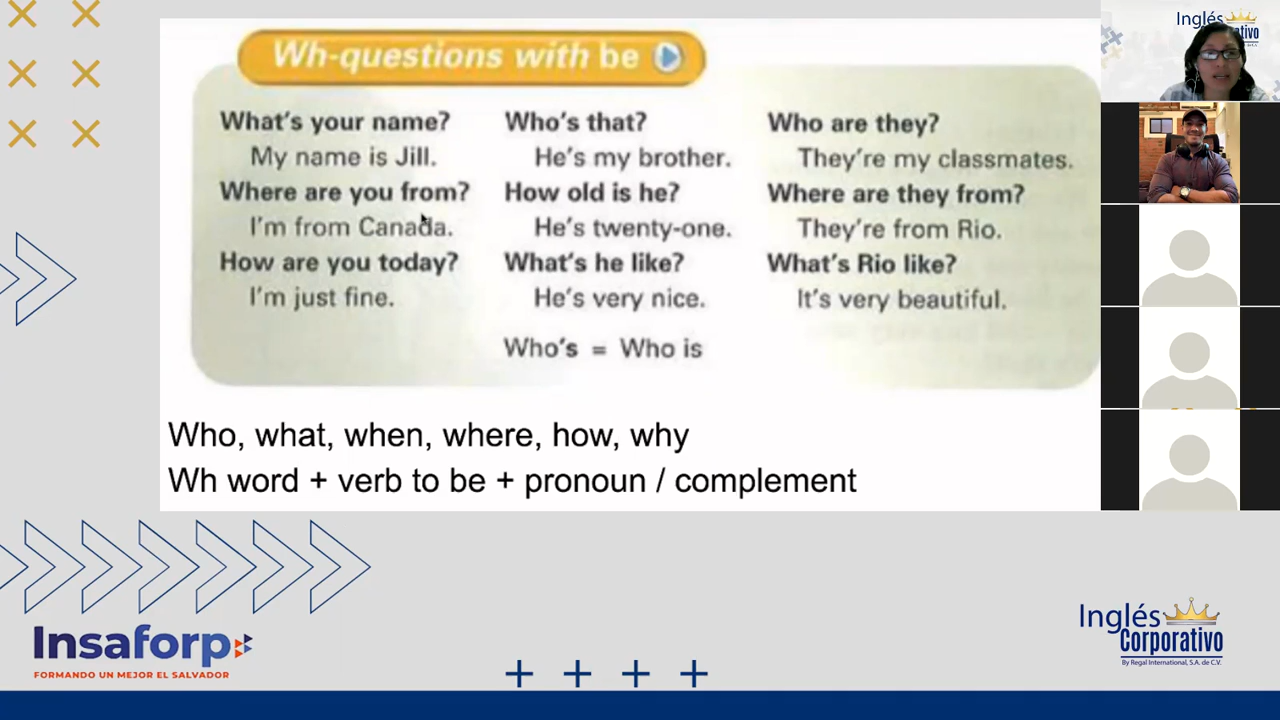 Wh-questions with be
What's your name?
My name is Jill.
Where are you from?
I'm from Canada.
How are you today?
I'm just fine.
Who's that?
He's my brother.
How old is he?
He's twenty-one.
What's he like?
He's very nice.
Who's = Who is
Who are they?
They're my classmates.
Where are they from?
They're from Rio.
What's Rio like?
It's very beautiful.
Who, what, when, where, how, why
Wh word + verb to be + pronoun / complement
Insaforp
FORMANDO UN MEJOR EL SALVADOR
Inglés
Corporativo
By Regal International, S.A. de C.V.
Inglés